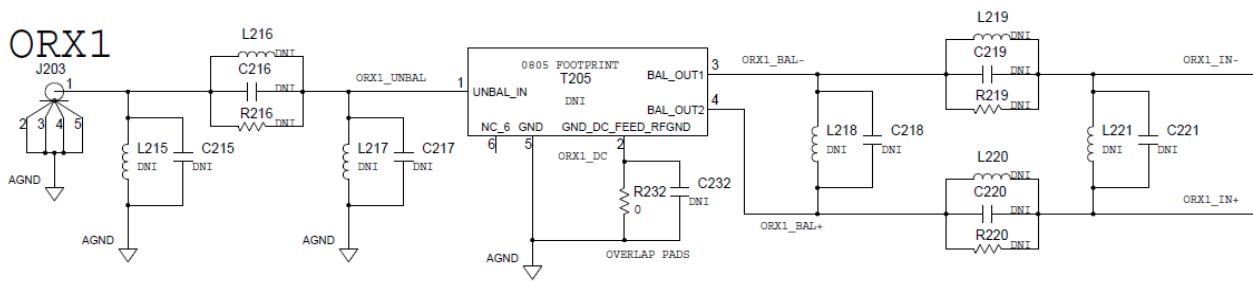 ORX1
J203
1
2
3
4
5
AGND
L215
DNI
C215
DNI
AGND
L216
DNI
C216
DNI
R216
DNI
ORX1_UNBAL
L217
DNI
C217
DNI
AGND
0805 FOOTPRINT
T205
DNI
1
UNBAL_IN
BAL_OUT1
3
BAL_OUT2
4
NC_6
GND
GND_DC_FEED_RFGND
6
5
2
ORX1_DC
R232
0
C232
DNI
AGND
OVERLAP PADS
ORX1_BAL-
ORX1_BAL+
L218
DNI
C218
DNI
L219
DNI
C219
DNI
R219
DNI
L220
DNI
C220
DNI
R220
DNI
L221
DNI
C221
DNI
ORX1_IN-
ORX1_IN+